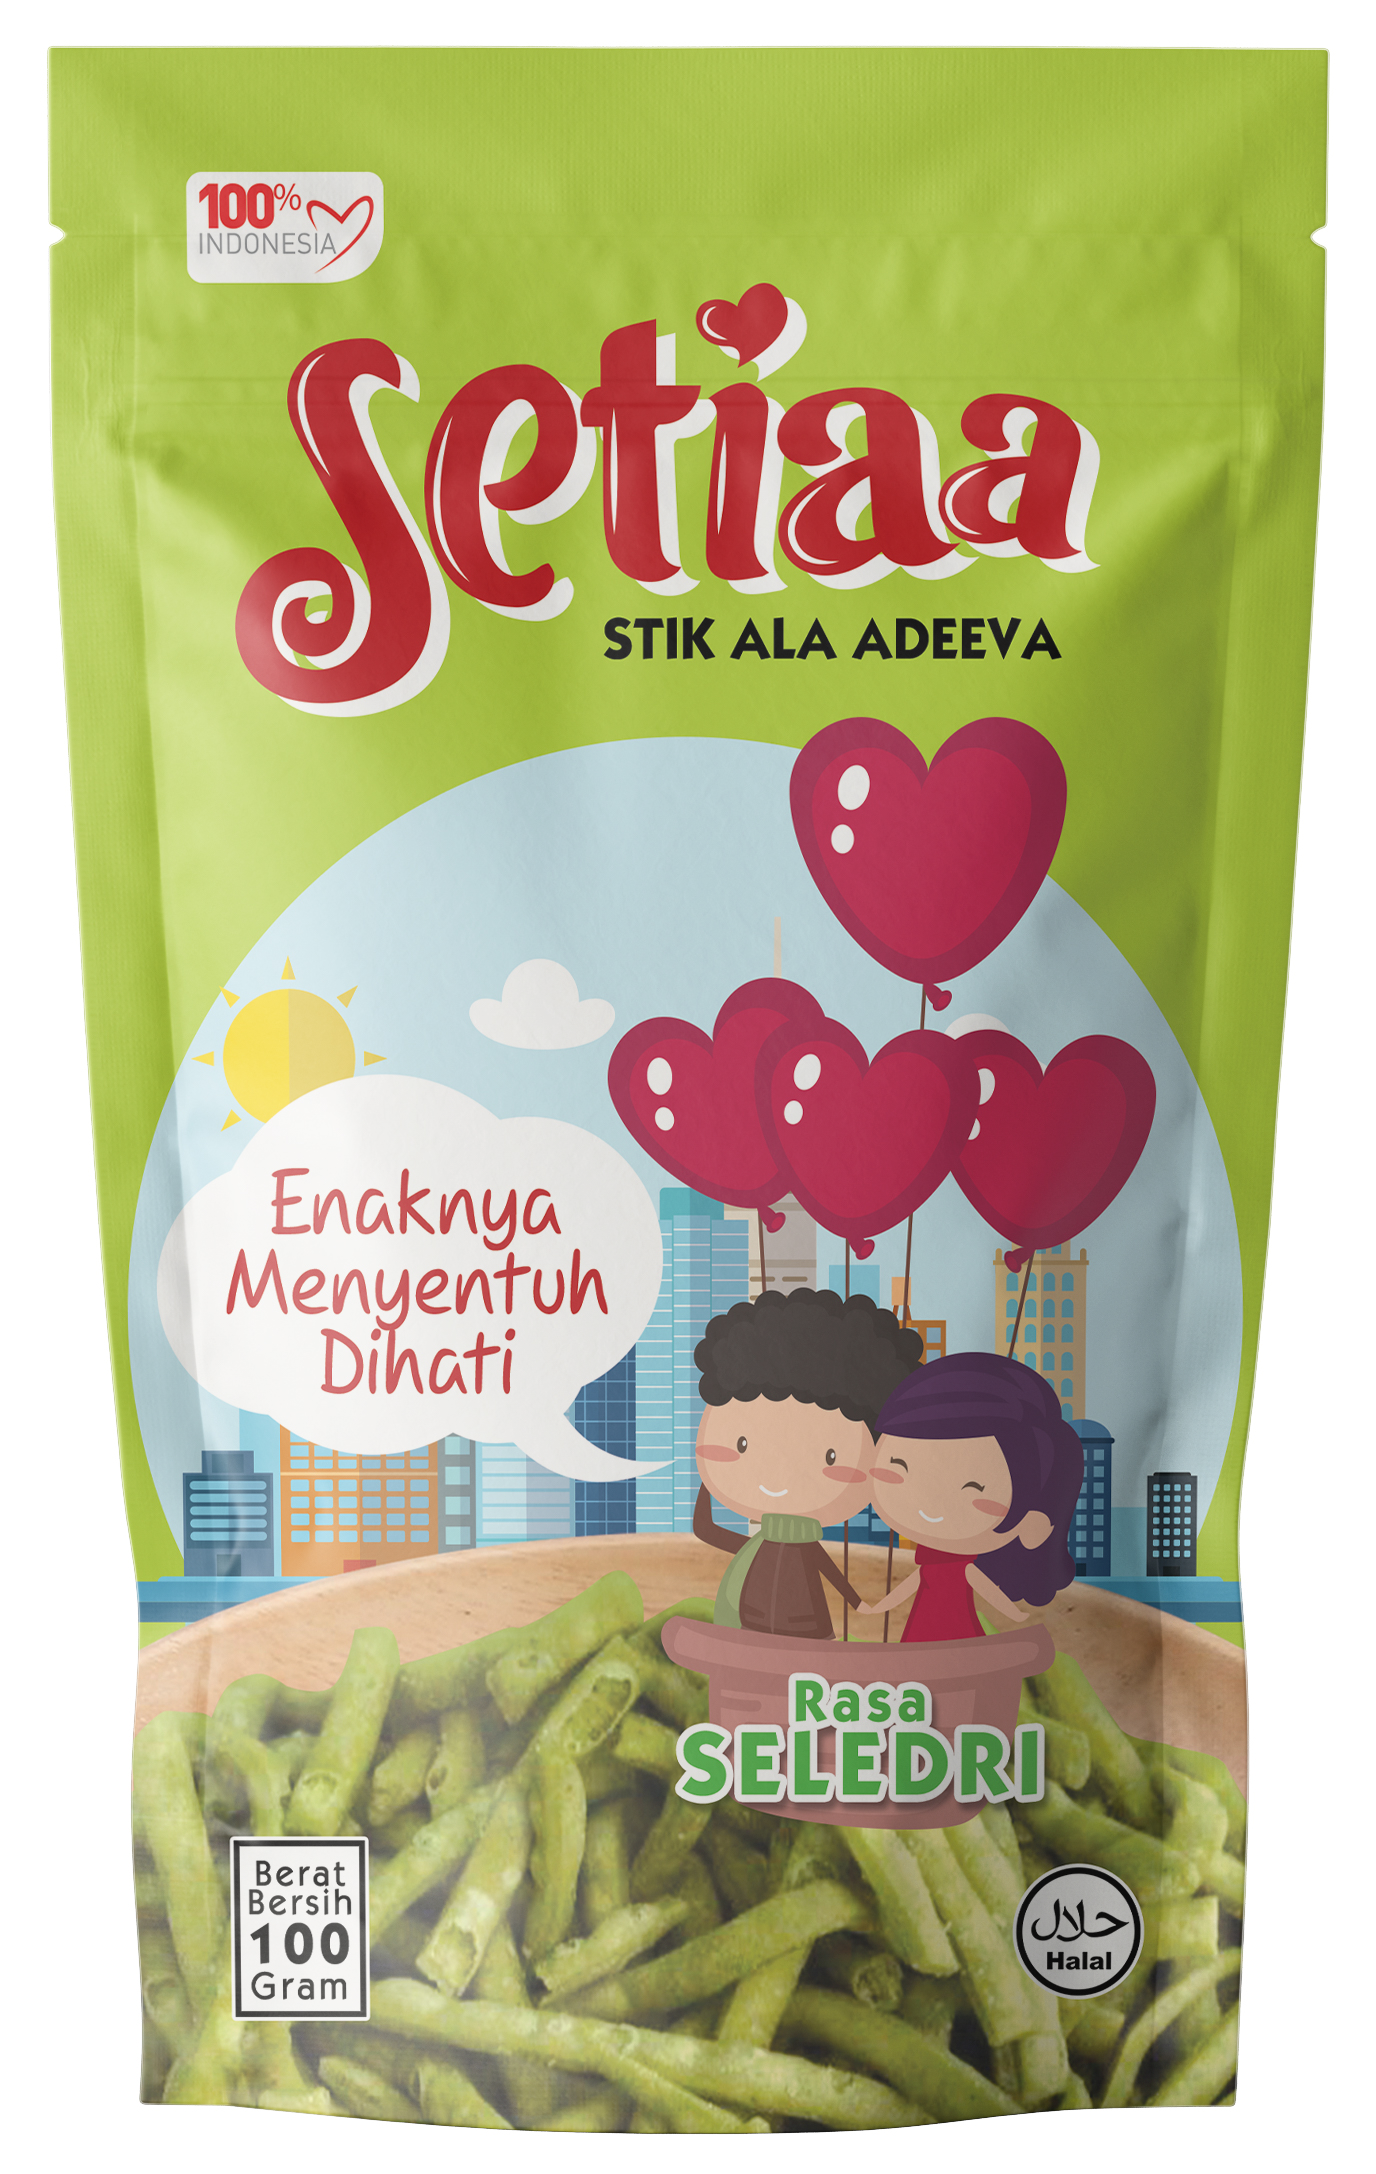 100%
INDONESIA
Setiaa
STIK ALA ADEEVA
Enaknya
Menyentuh
Dihati
Rasa
SELEDRI
Berat
Bersih
100
Gram
حلال
Halal